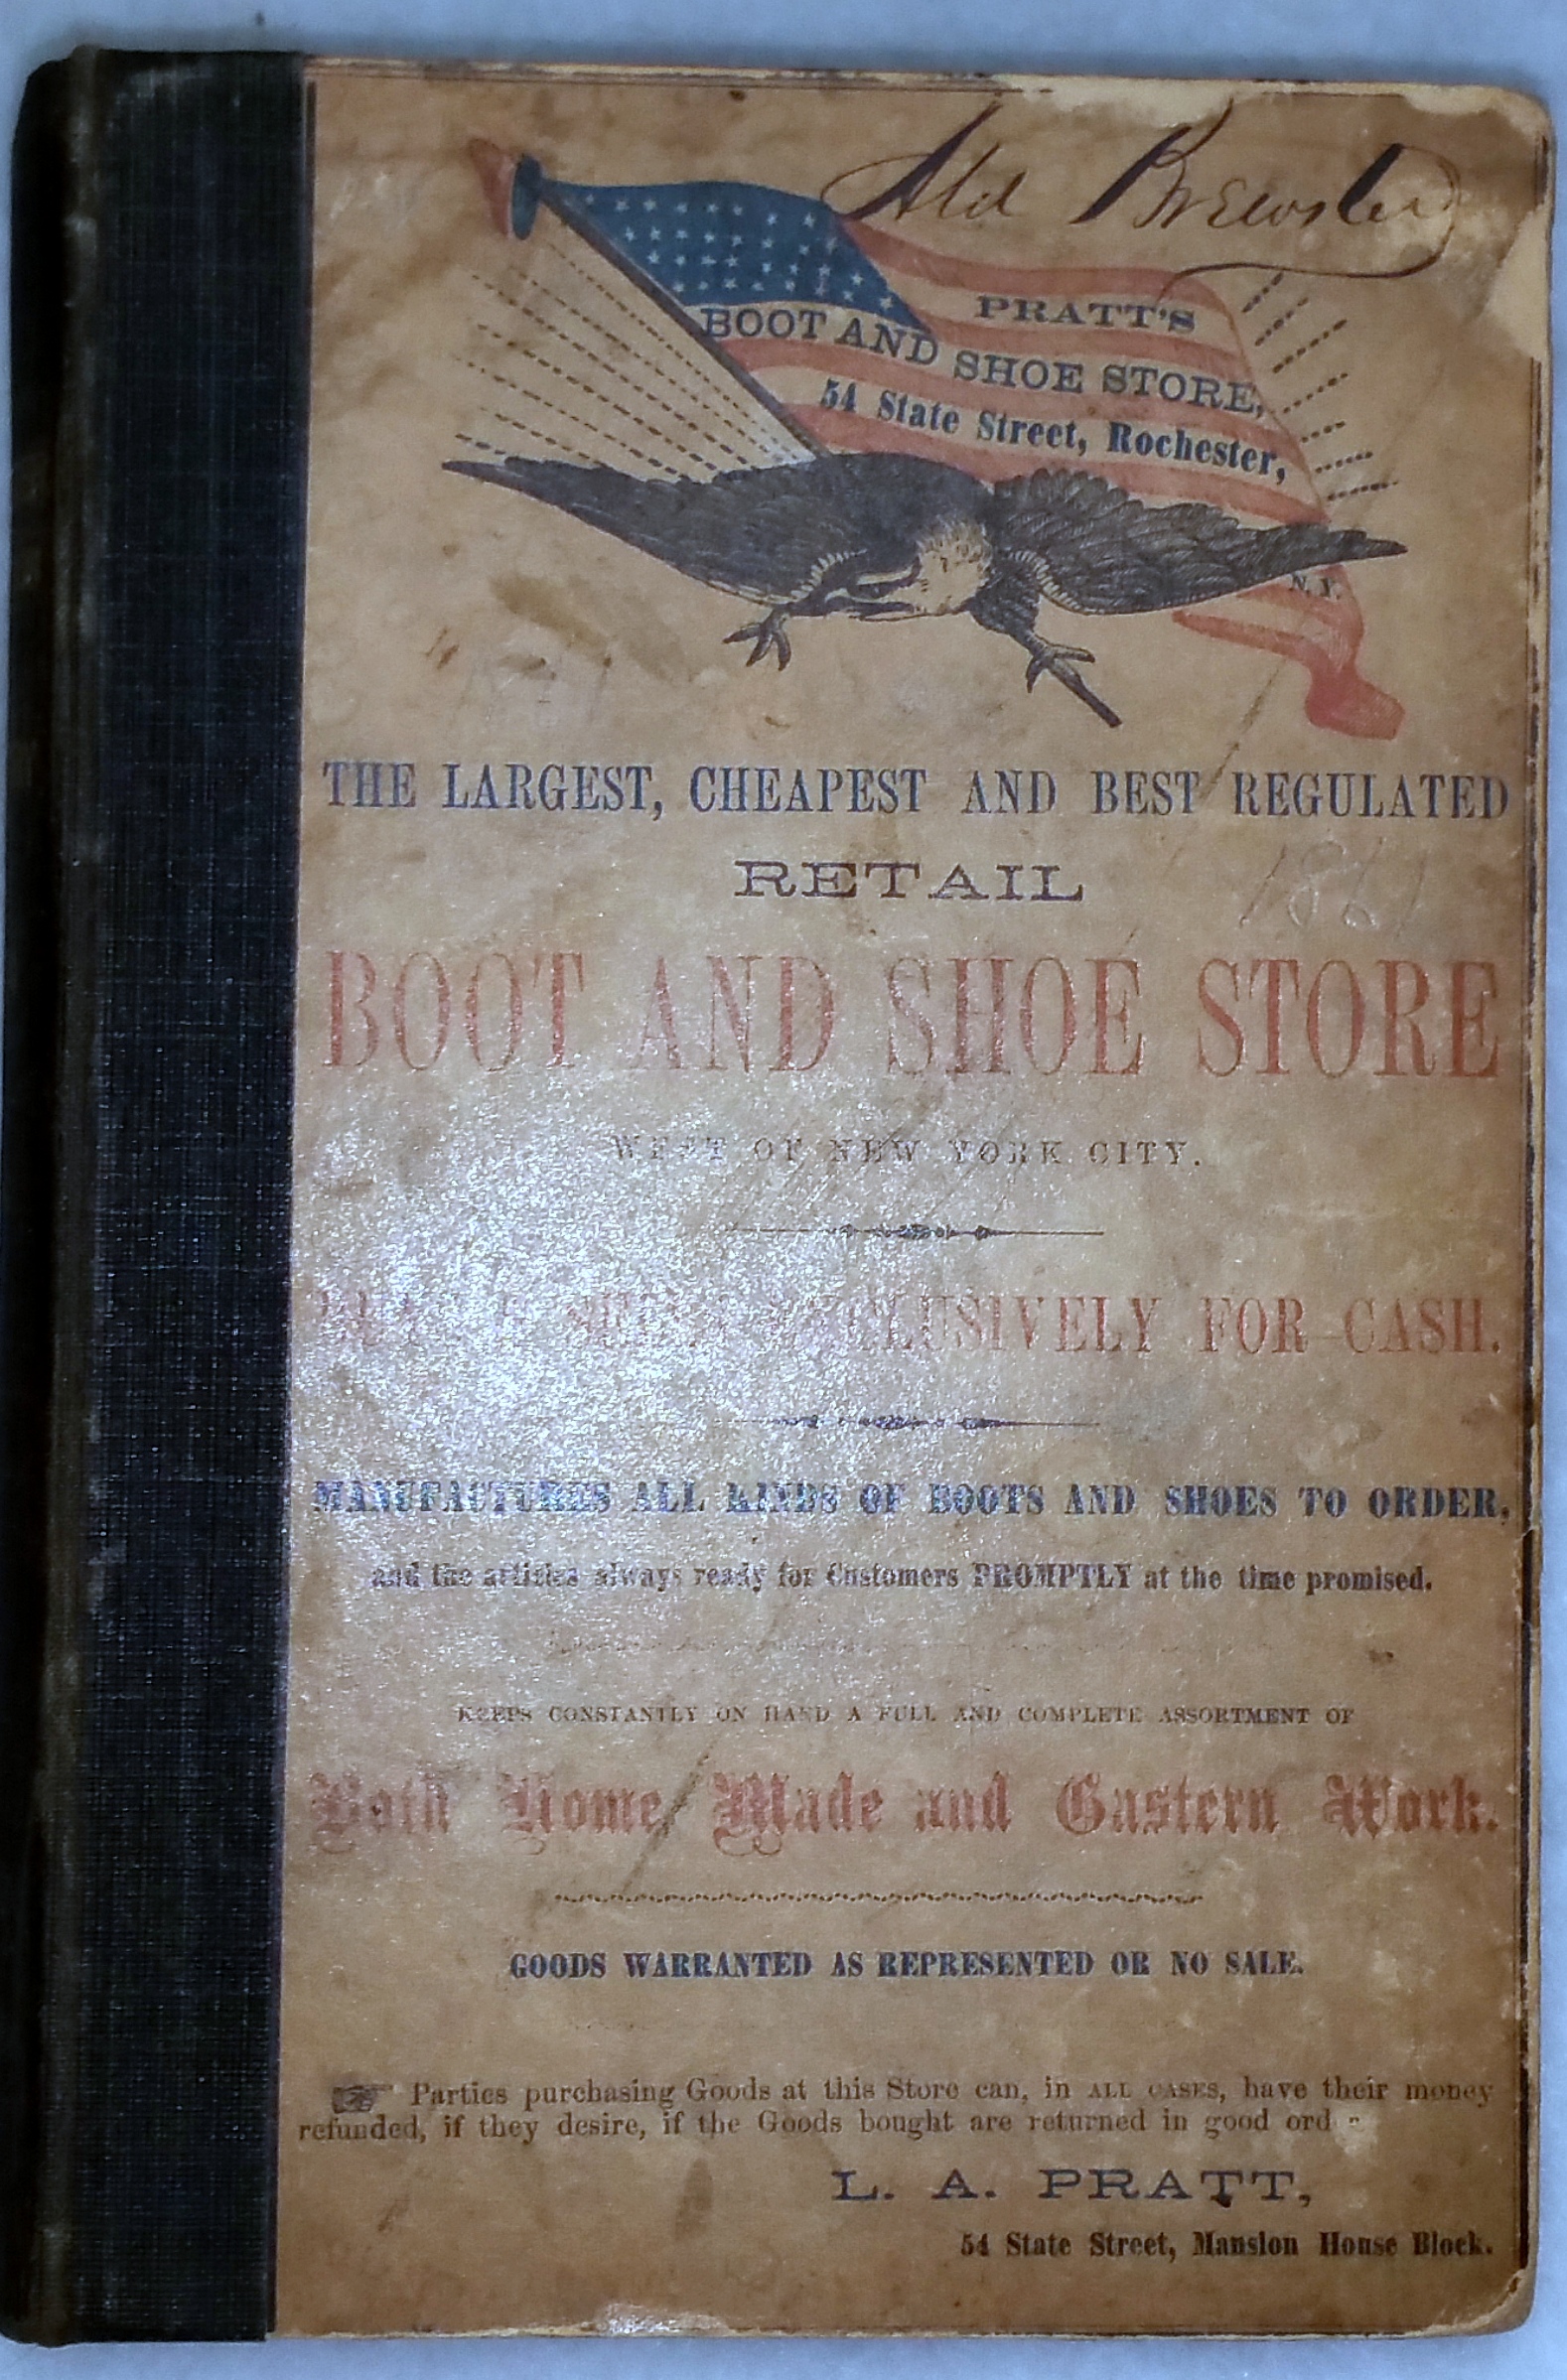 Ald Brewster
PRATT'S
BOOT AND SHOE STORE,
54 State Street, Rochester,
N. Y.
THE LARGEST, CHEAPEST AND BEST REGULATED
RETAIL
1861
BOOT AND SHOE STORE
WEST OF NEW YORK CITY.
EXCLUSIVELY FOR CASH.
MANUFACTURES ALL KINDS OF BOOTS AND SHOES TO ORDER,
and the articles always ready for Customers PROMPTLY at the time promised.
KEEPS CONSTANTLY ON HAND A FULL AND COMPLETE ASSORTMENT OF
Both Home Made and Eastern Work.
GOODS WARRANTED AS REPRESENTED OR NO SALE.
☞ Parties purchasing Goods at this Store can, in ALL CASES, have their money
refunded, if they desire, if the Goods bought are returned in good ord
L. A. PRATT,
54 State Street, Mansion House Block.